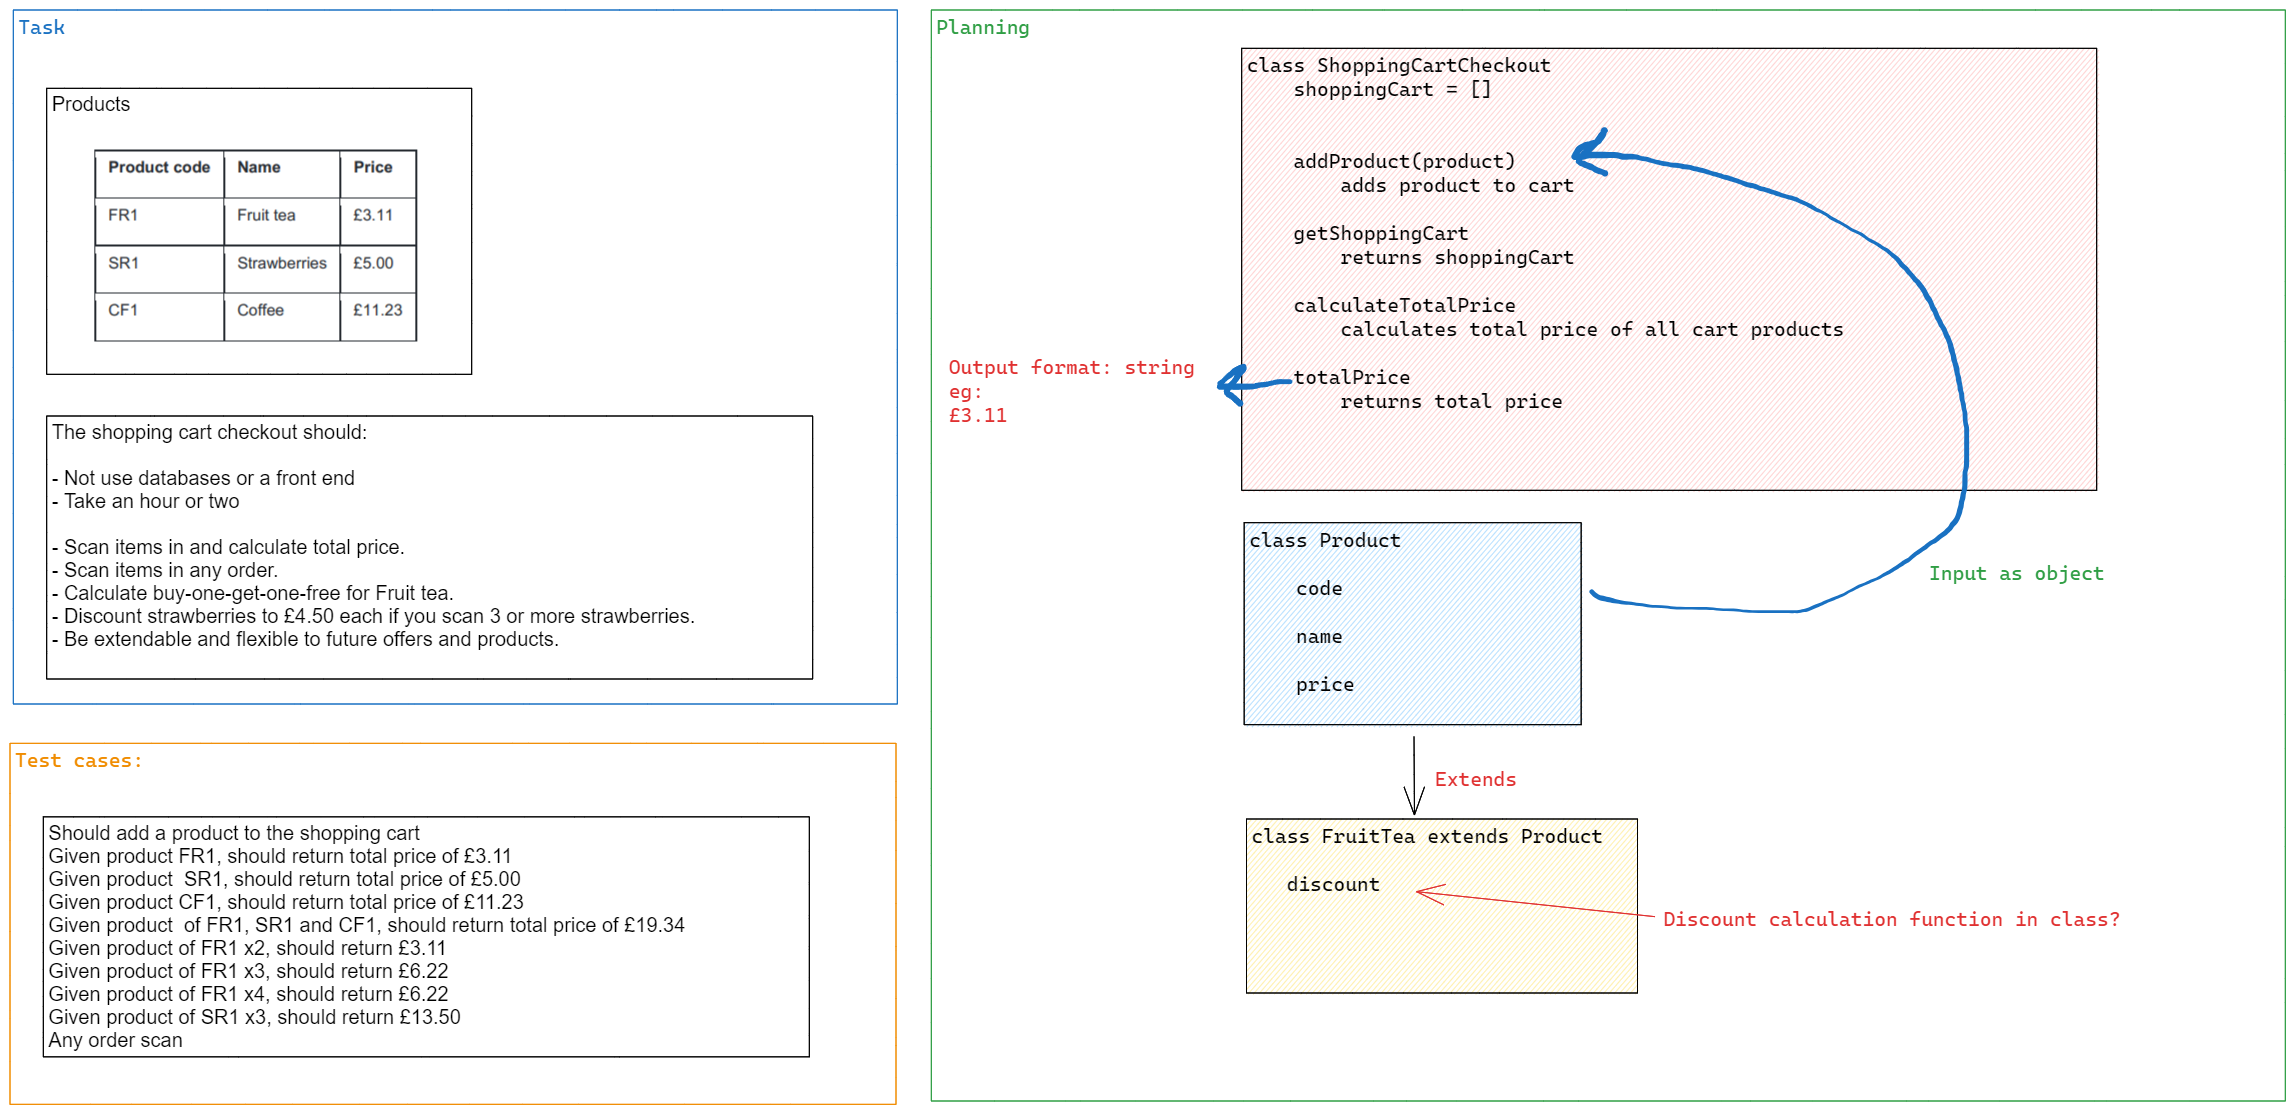 Task
Products
Product code Name Price
FR1 Fruit tea £3.11
SR1 Strawberries £5.00
CF1 Coffee £11.23
The shopping cart checkout should:
- Not use databases or a front end
- Take an hour or two
- Scan items in and calculate total price.
- Scan items in any order.
- Calculate buy-one-get-one-free for Fruit tea.
- Discount strawberries to £4.50 each if you scan 3 or more strawberries.
- Be extendable and flexible to future offers and products.
Test cases:
Should add a product to the shopping cart
Given product FR1, should return total price of £3.11
Given product  SR1, should return total price of £5.00
Given product CF1, should return total price of £11.23
Given product  of FR1, SR1 and CF1, should return total price of £19.34
Given product of FR1 x2, should return £3.11
Given product of FR1 x3, should return £6.22
Given product of FR1 x4, should return £6.22
Given product of SR1 x3, should return £13.50
Any order scan
Planning
class ShoppingCartCheckout
shoppingCart = []
addProduct(product)
adds product to cart
getShoppingCart
returns shoppingCart
calculateTotalPrice
calculates total price of all cart products
totalPrice
returns total price
Output format: string
eg:
£3.11
class Product
code
name
price
Input as object
Extends
class FruitTea extends Product
discount
Discount calculation function in class?